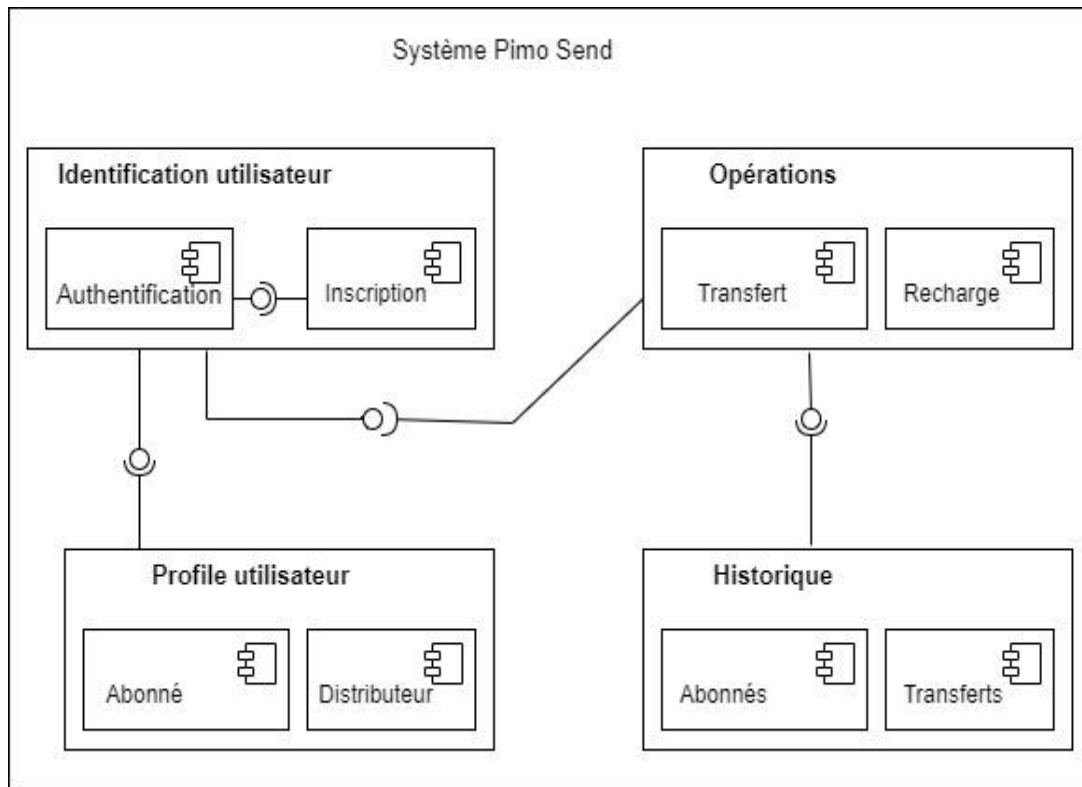 Système Pimo Send
Identification utilisateur
Authentification
Inscription
Opérations
Transfert
Recharge
Profile utilisateur
Abonné
Distributeur
Historique
Abonnés
Transferts